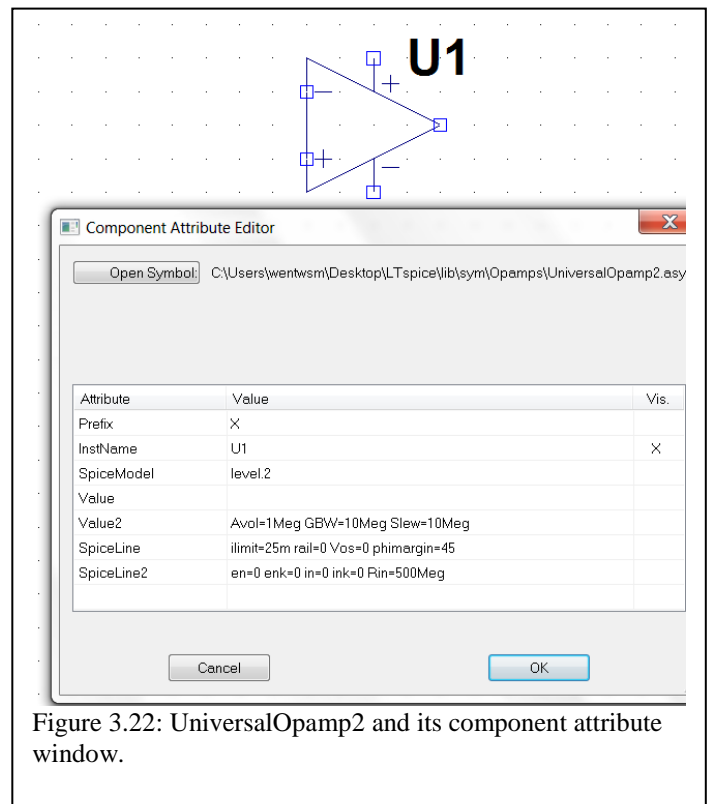 U1
+
−
+
−
Component Attribute Editor
X
Open Symbol: C:\Users\wentwsm\Desktop\LTspice\lib\sym\Opamps\UniversalOpamp2.asy
Attribute Value Vis.
Prefix X
InstName U1 X
SpiceModel level.2
Value
Value2 Avol=1Meg GBW=10Meg Slew=10Meg
SpiceLine ilimit=25m rail=0 Vos=0 phimargin=45
SpiceLine2 en=0 enk=0 in=0 ink=0 Rin=500Meg
Cancel OK
Figure 3.22: UniversalOpamp2 and its component attribute
window.